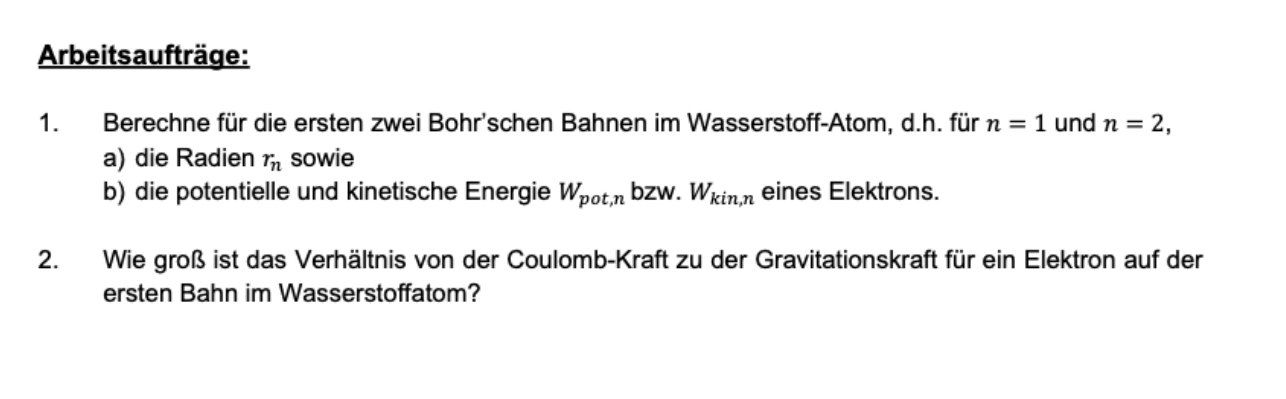 Arbeitsaufträge:
1. Berechne für die ersten zwei Bohr'schen Bahnen im Wasserstoff-Atom, d.h. für n = 1 und n = 2,
a) die Radien rₙ sowie
b) die potentielle und kinetische Energie W_{pot,n} bzw. W_{kin,n} eines Elektrons.
2. Wie groß ist das Verhältnis von der Coulomb-Kraft zu der Gravitationskraft für ein Elektron auf der
ersten Bahn im Wasserstoffatom?